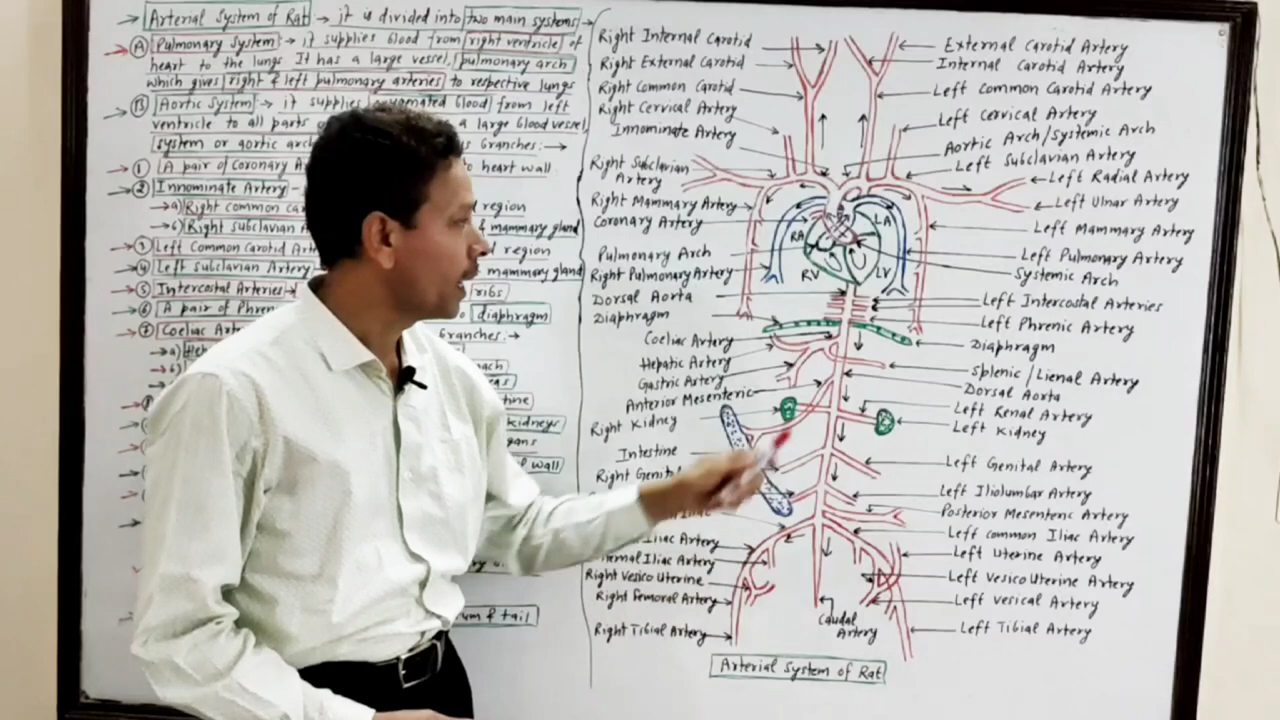 → Arterial System of Rat → it is divided into two main systems →
→ Ⓐ Pulmonary System → it supplies blood from right ventricle of
heart to the lungs. It has a large vessel, pulmonary arch
which gives right & left pulmonary arteries to respective lungs
→ Ⓑ Aortic System → it supplies oxygenated blood from left
ventricle to all parts a large blood vessel,
system or aortic arch branches:→
→ ① A pair of Coronary to heart wall.
→ ② Innominate Artery -
→ a) Right common region
→ b) Right subclavian & mammary gland
→ ③ Left Common Carotid region
→ ④ Left subclavian Artery mammary gland
→ ⑤ Intercostal Arteries → ribs
→ ⑥ A pair of to diaphragm
→ ⑦ Coeliac branches:→
→ a)
→ b)
kidneys
wall
& tail
Right Internal Carotid
Right External Carotid
Right Common Carotid
Right Cervical Artery
Innominate Artery
Right Subclavian
Artery
Right Mammary Artery
Coronary Artery
Pulmonary Arch
Right Pulmonary Artery
Dorsal Aorta
Diaphragm
Coeliac Artery
Hepatic Artery
Gastric Artery
Anterior Mesenteric
Right Kidney
Intestine
Right
Iliac Artery
Iliac Artery
Right Vesico Uterine
Right Femoral Artery
Right Tibial Artery
RA
LA
RV
LV
External Carotid Artery
Internal Carotid Artery
Left Common Carotid Artery
Left Cervical Artery
Aortic Arch/Systemic Arch
Left Subclavian Artery
Left Radial Artery
Left Ulnar Artery
Left Mammary Artery
Left Pulmonary Artery
Systemic Arch
Left Intercostal Arteries
Left Phrenic Artery
Diaphragm
Splenic/Lienal Artery
Dorsal Aorta
Left Renal Artery
Left Kidney
Left Genital Artery
Left Iliolumbar Artery
Posterior Mesenteric Artery
Left common Iliac Artery
Left Uterine Artery
Left Vesico Uterine Artery
Left Vesical Artery
Left Tibial Artery
Caudal
Artery
Arterial System of Rat